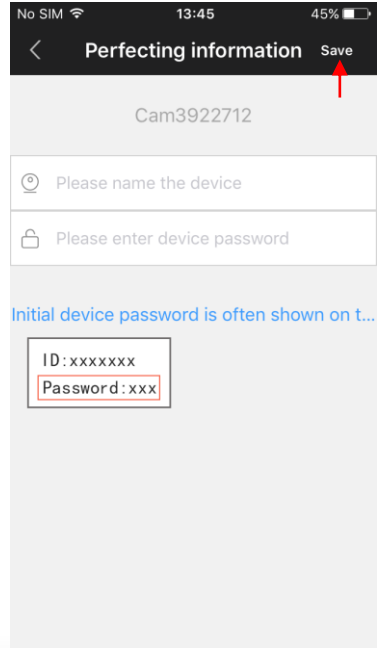 No SIM 13:45 45%
Perfecting information Save
Cam3922712
Please name the device
Please enter device password
Initial device password is often shown on t...
ID:xxxxxxx
Password:xxx